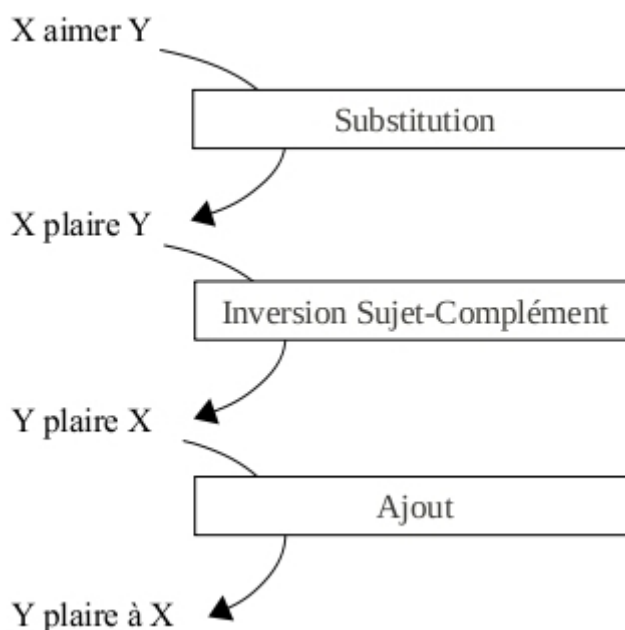 X aimer Y
Substitution
X plaire Y
Inversion Sujet-Complément
Y plaire X
Ajout
Y plaire à X